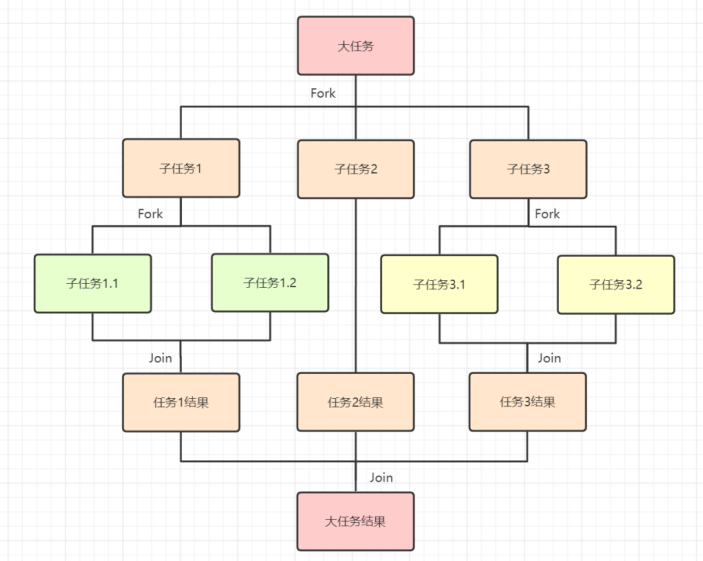 大任务
Fork
子任务1
子任务2
子任务3
Fork
Fork
子任务1.1
子任务1.2
子任务3.1
子任务3.2
Join
Join
任务1结果
任务2结果
任务3结果
Join
大任务结果